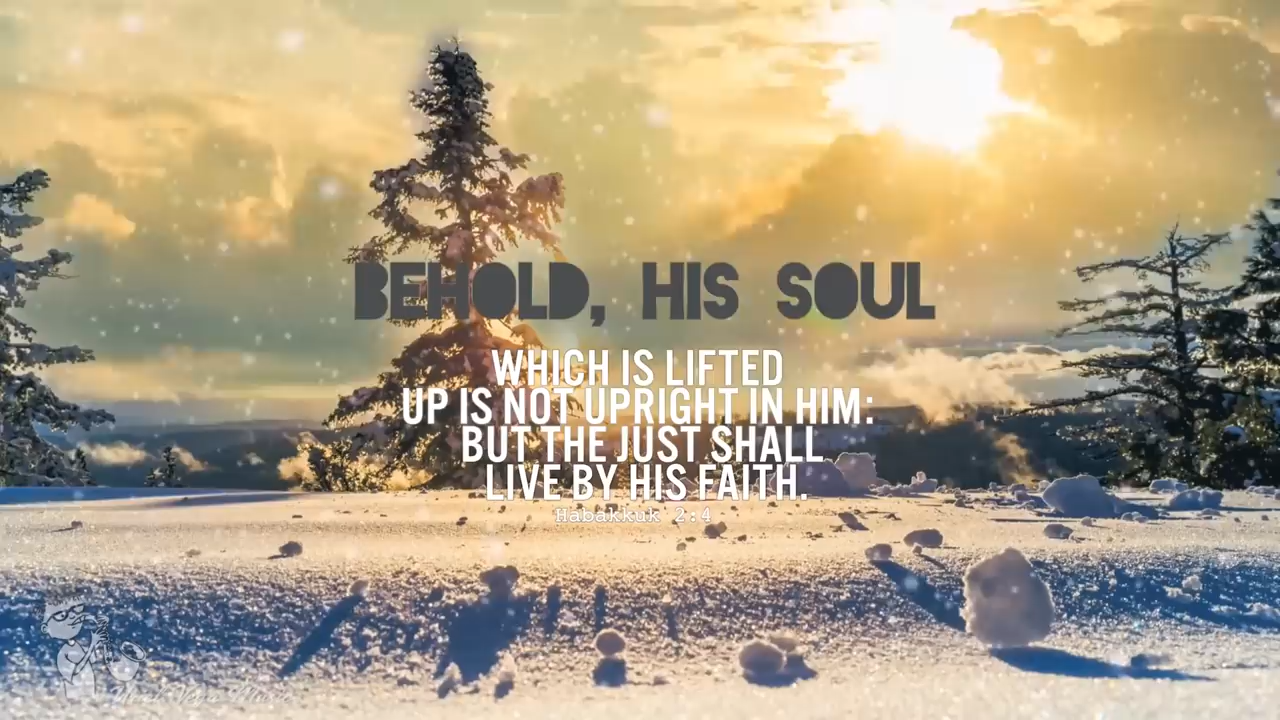 BEHOLD, HIS SOUL
WHICH IS LIFTED
UP IS NOT UPRIGHT IN HIM:
BUT THE JUST SHALL
LIVE BY HIS FAITH.
Habakkuk 2:4